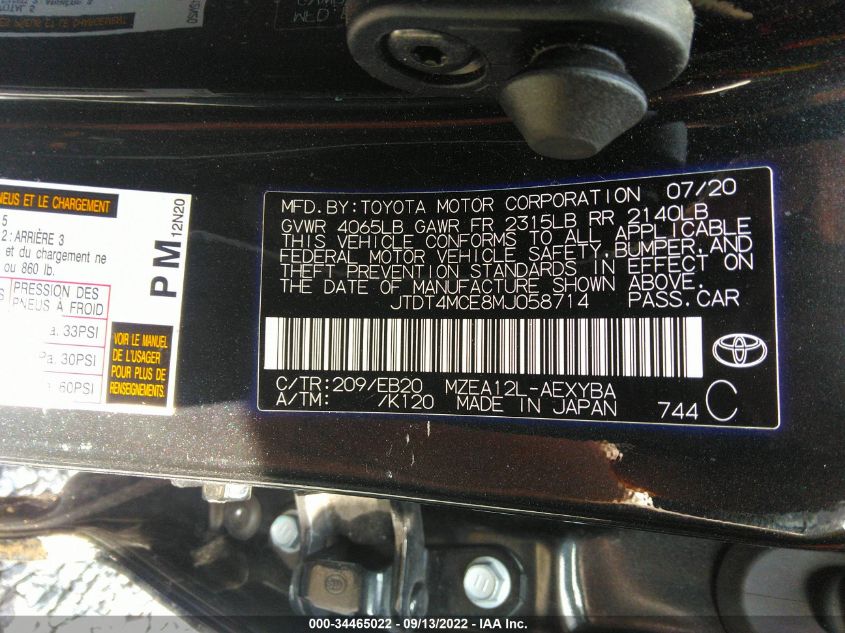 NEUS ET LE CHARGEMENT
5
2: ARRIÈRE 3
et du chargement ne
ou 860 lb.
PRESSION DES
PNEUS À FROID
a. 33PSI
Pa. 30PSI
a. 60PSI
PM 12N20
VOIR LE MANUEL
DE L'USAGER
POUR PLUS DE
RENSEIGNEMENTS.
MFD. BY: TOYOTA MOTOR CORPORATION 07/20
GVWR 4065LB GAWR FR 2315LB RR 2140LB
THIS VEHICLE CONFORMS TO ALL APPLICABLE
FEDERAL MOTOR VEHICLE SAFETY, BUMPER, AND
THEFT PREVENTION STANDARDS IN EFFECT ON
THE DATE OF MANUFACTURE SHOWN ABOVE.
JTDT4MCE8MJ058714 PASS.CAR
C/TR: 209/EB20 MZEA12L-AEXYBA
A/TM: /K120 MADE IN JAPAN 744 C
000-34465022 - 09/13/2022 - IAA Inc.